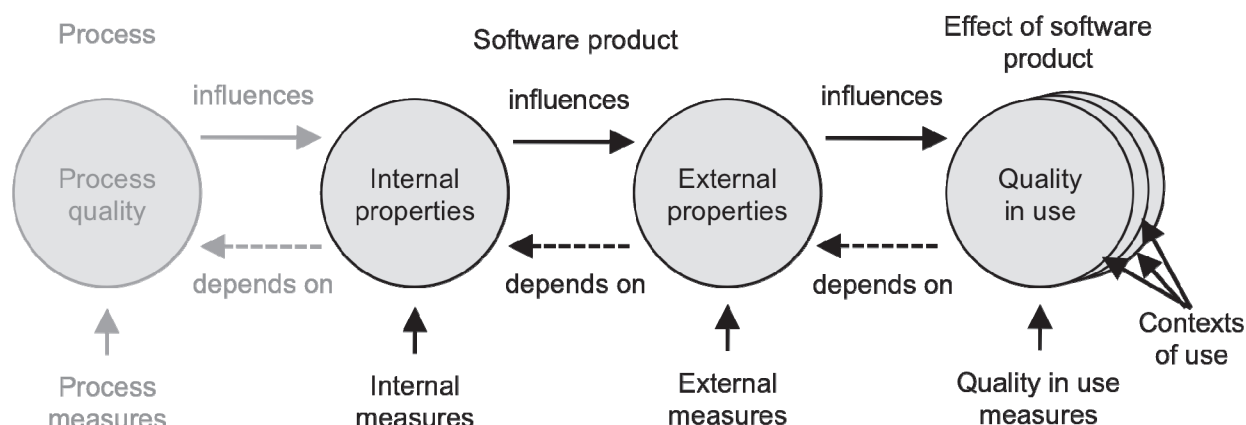 Process
Software product
Effect of software
product
influences
influences
influences
Process
quality
Internal
properties
External
properties
Quality
in use
depends on
depends on
depends on
Contexts
of use
Process
measures
Internal
measures
External
measures
Quality in use
measures